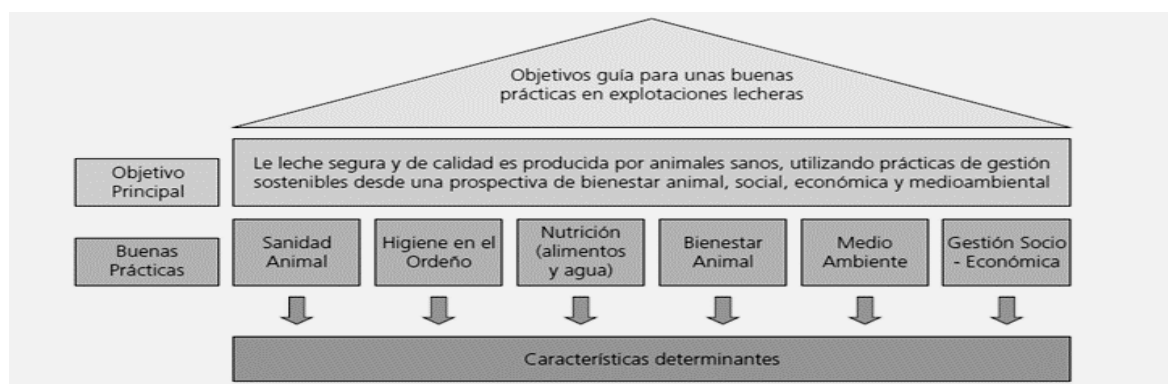 Objetivos guía para unas buenas
prácticas en explotaciones lecheras
Objetivo
Principal
Le leche segura y de calidad es producida por animales sanos, utilizando prácticas de gestión
sostenibles desde una prospectiva de bienestar animal, social, económica y medioambiental
Buenas
Prácticas
Sanidad
Animal
Higiene en el
Ordeño
Nutrición
(alimentos
y agua)
Bienestar
Animal
Medio
Ambiente
Gestión Socio
- Económica
Características determinantes